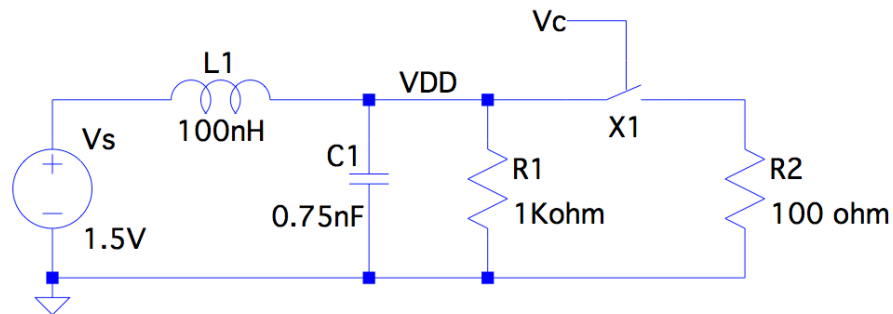 Vc
L1
VDD
100nH
X1
Vs
C1
R1
R2
0.75nF
1Kohm
100 ohm
1.5V
+
−